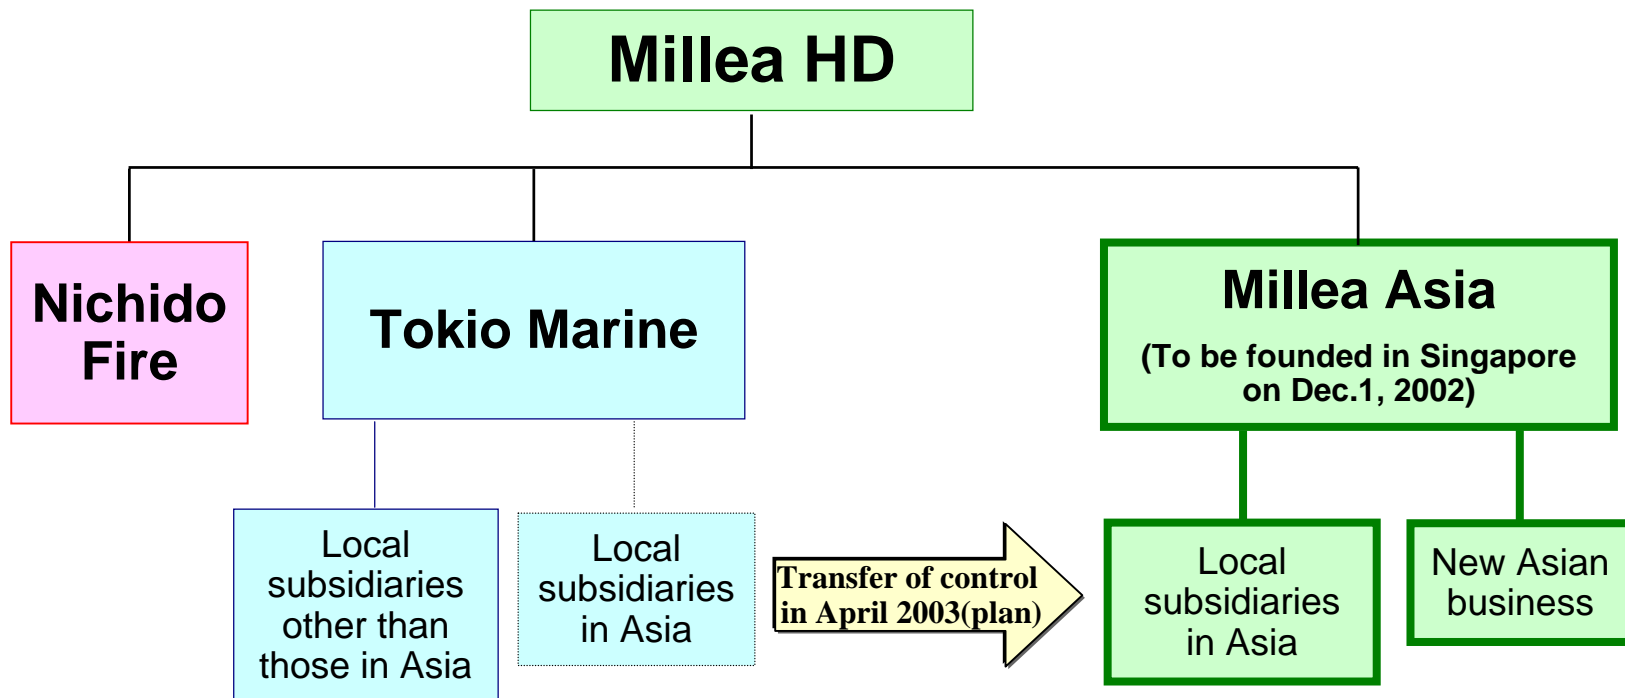 Millea HD
Nichido
Fire
Tokio Marine
Millea Asia
(To be founded in Singapore
on Dec.1, 2002)
Local
subsidiaries
other than
those in Asia
Local
subsidiaries
in Asia
Transfer of control
in April 2003(plan)
Local
subsidiaries
in Asia
New Asian
business